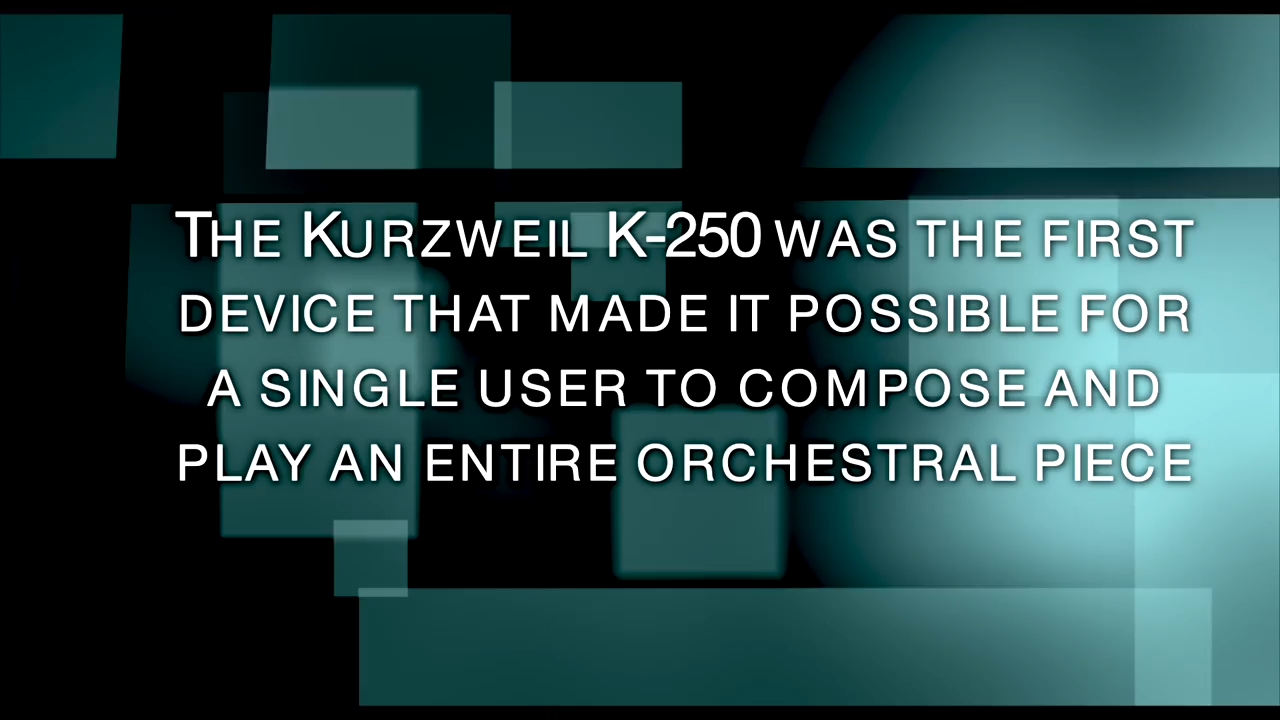 THE KURZWEIL K-250 WAS THE FIRST
DEVICE THAT MADE IT POSSIBLE FOR
A SINGLE USER TO COMPOSE AND
PLAY AN ENTIRE ORCHESTRAL PIECE